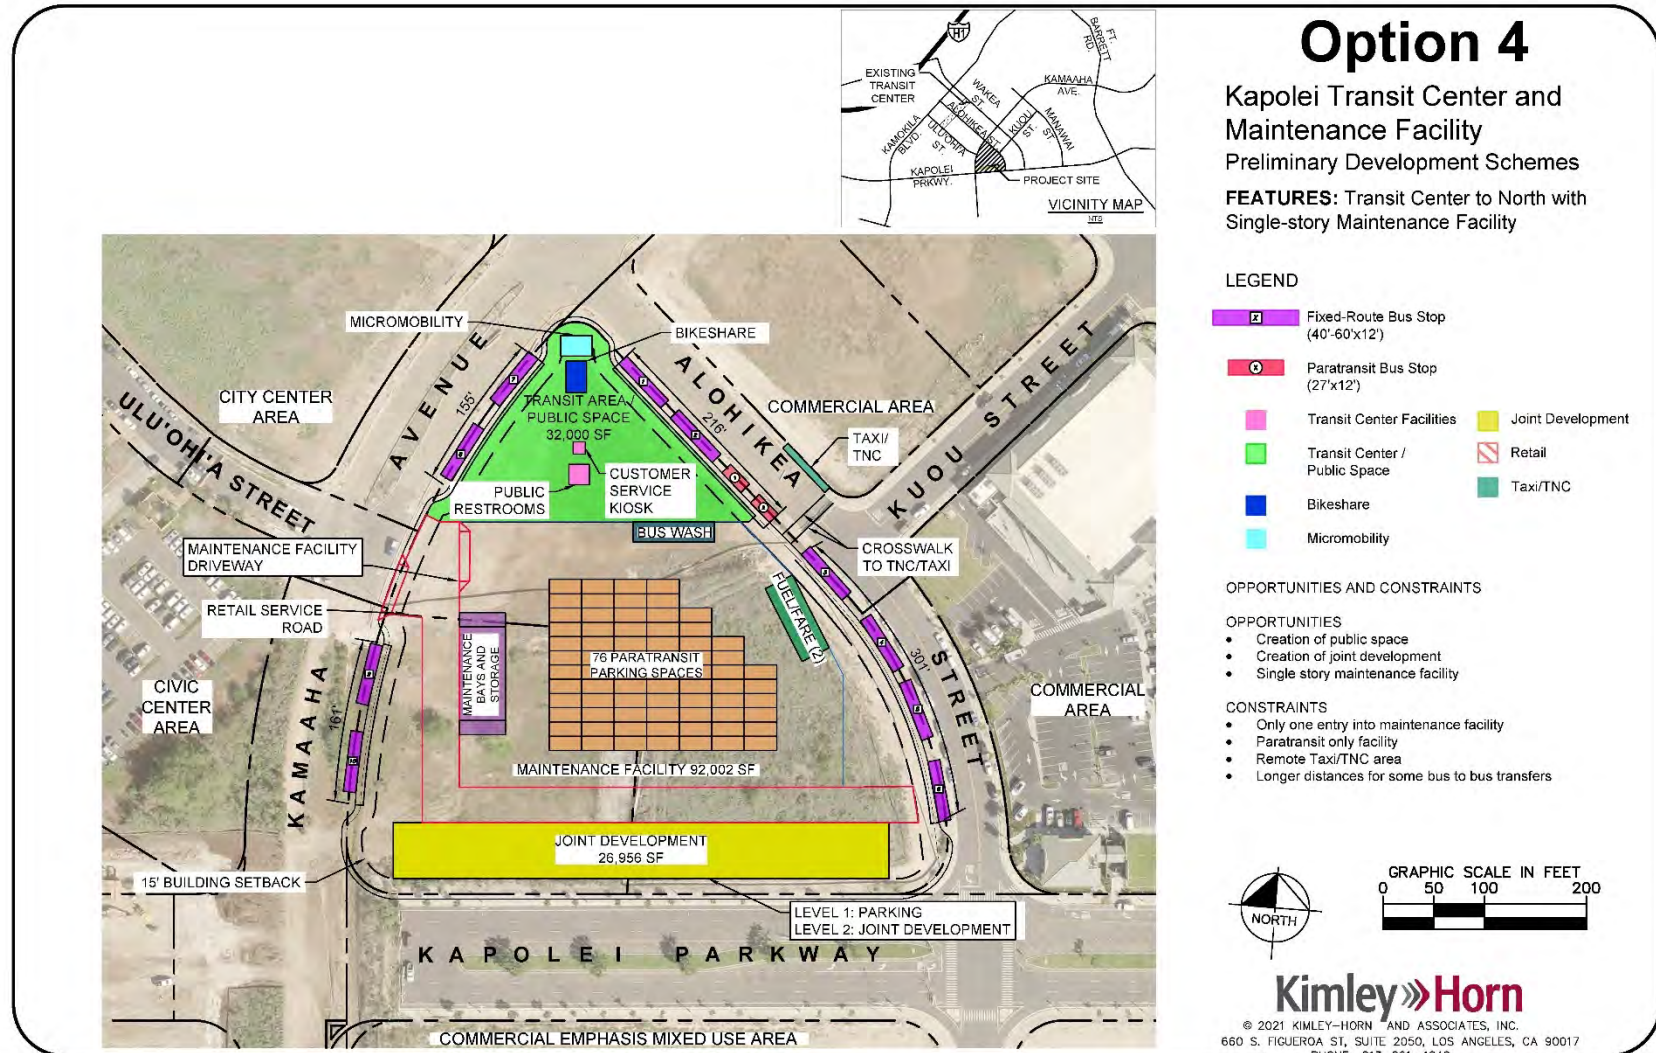 Option 4
Kapolei Transit Center and
Maintenance Facility
Preliminary Development Schemes
FEATURES: Transit Center to North with
Single-story Maintenance Facility
H1
FT.
BARRETT
RD.
EXISTING
TRANSIT
CENTER
WAKEA
ST.
KAMAAHA
AVE.
ALOHIKEA ST.
KUOU
ST.
MANAWAI
ST.
KAMOKILA
BLVD.
ULU'OHI'A
ST.
KAPOLEI
PRKWY.
PROJECT SITE
VICINITY MAP
NTS
LEGEND
X
Fixed-Route Bus Stop
(40'-60'x12')
X
Paratransit Bus Stop
(27'x12')
Transit Center Facilities
Joint Development
Transit Center /
Public Space
Retail
Bikeshare
Taxi/TNC
Micromobility
OPPORTUNITIES AND CONSTRAINTS
OPPORTUNITIES
• Creation of public space
• Creation of joint development
• Single story maintenance facility
CONSTRAINTS
• Only one entry into maintenance facility
• Paratransit only facility
• Remote Taxi/TNC area
• Longer distances for some bus to bus transfers
MICROMOBILITY
BIKESHARE
AVENUE
ALOHIKEA
KUOU STREET
CITY CENTER
AREA
155'
TRANSIT AREA /
PUBLIC SPACE
32,000 SF
216'
COMMERCIAL AREA
TAXI/
TNC
ULU'OHI'A STREET
PUBLIC
RESTROOMS
CUSTOMER
SERVICE
KIOSK
BUS WASH
MAINTENANCE FACILITY
DRIVEWAY
CROSSWALK
TO TNC/TAXI
FUEL/FARE (2)
RETAIL SERVICE
ROAD
MAINTENANCE
BAYS AND
STORAGE
76 PARATRANSIT
PARKING SPACES
301'
STREET
CIVIC
CENTER
AREA
161'
KAMAAHA
COMMERCIAL
AREA
MAINTENANCE FACILITY 92,002 SF
JOINT DEVELOPMENT
26,956 SF
15' BUILDING SETBACK
LEVEL 1: PARKING
LEVEL 2: JOINT DEVELOPMENT
KAPOLEI PARKWAY
COMMERCIAL EMPHASIS MIXED USE AREA
NORTH
GRAPHIC SCALE IN FEET
0 50 100 200
Kimley»Horn
© 2021 KIMLEY-HORN AND ASSOCIATES, INC.
660 S. FIGUEROA ST, SUITE 2050, LOS ANGELES, CA 90017